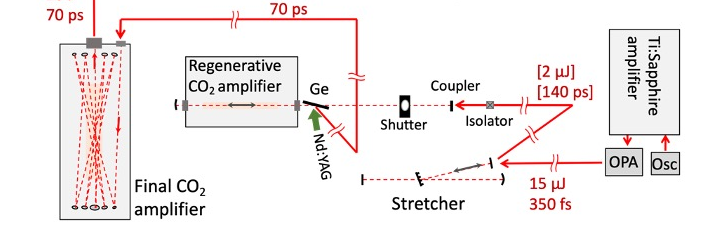 70 ps
70 ps
Regenerative
CO₂ amplifier
Ge
Nd:YAG
Shutter
Coupler
Isolator
[2 µJ]
[140 ps]
Ti:Sapphire
amplifier
OPA
Osc
15 µJ
350 fs
Stretcher
Final CO₂
amplifier